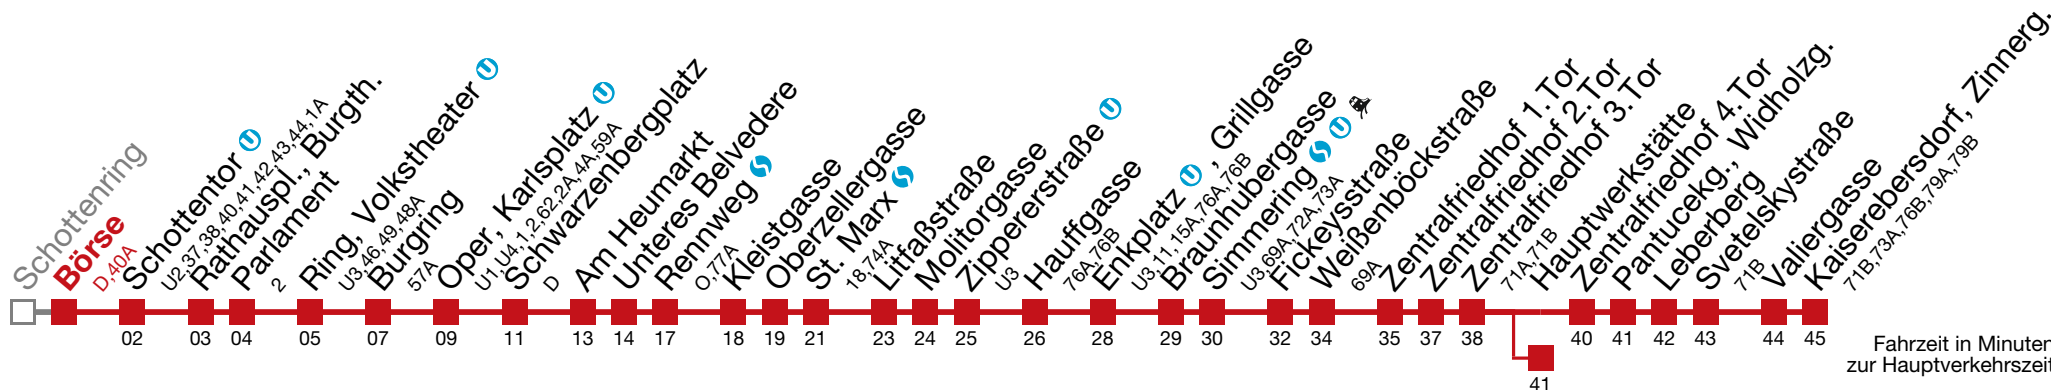 Schottenring
Börse
D,40A
Schottentor U
U2,37,38,40,41,42,43,44,1A
Rathauspl., Burgth.
Parlament
2
Ring, Volkstheater U
U3,46,49,48A
Burgring
57A
Oper, Karlsplatz U
U1,U4,1,2,62,2A,4A,59A
Schwarzenbergplatz
D
Am Heumarkt
Unteres Belvedere
Rennweg S
O,77A
Kleistgasse
Oberzellergasse
St. Marx S
18,74A
Litfaßstraße
Molitorgasse
Zippererstraße U
U3
Hauffgasse
76A,76B
Enkplatz U , Grillgasse
U3,11,15A,76A,76B
Braunhubergasse
Simmering S U
U3,69A,72A,73A
Fickeysstraße
Weißenböckstraße
69A
Zentralfriedhof 1.Tor
Zentralfriedhof 2.Tor
Zentralfriedhof 3.Tor
71A,71B
Hauptwerkstätte
Zentralfriedhof 4.Tor
Pantucekg., Widholzg.
Leberberg
Svetelskystraße
71B
Valiergasse
Kaiserebersdorf, Zinnerg.
71B,73A,76B,79A,79B
02 03 04 05 07 09 11 13 14 17 18 19 21 23 24 25 26 28 29 30 32 34 35 37 38 40 41 42 43 44 45
41
Fahrzeit in Minuten
zur Hauptverkehrszeit